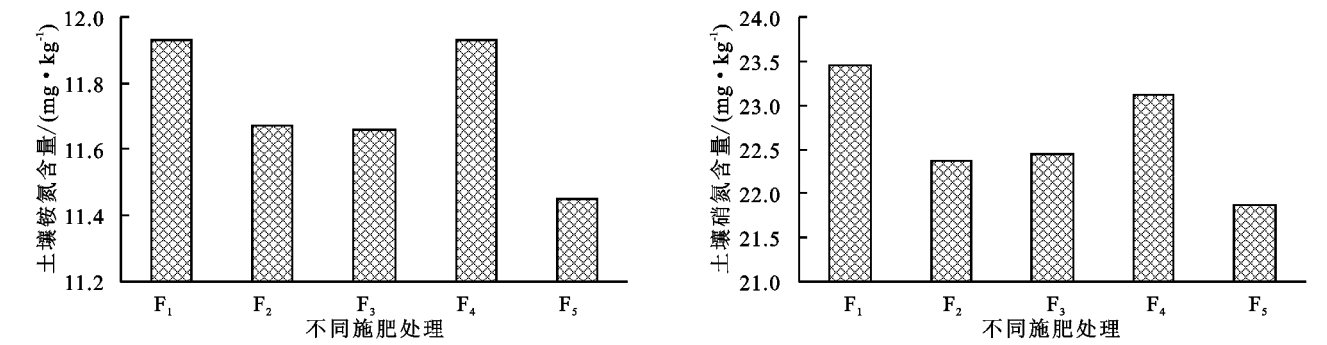 土壤铵氮含量/(mg·kg⁻¹)
12.0
11.8
11.6
11.4
11.2
F₁ F₂ F₃ F₄ F₅
不同施肥处理
土壤硝氮含量/(mg·kg⁻¹)
24.0
23.5
23.0
22.5
22.0
21.5
21.0
F₁ F₂ F₃ F₄ F₅
不同施肥处理